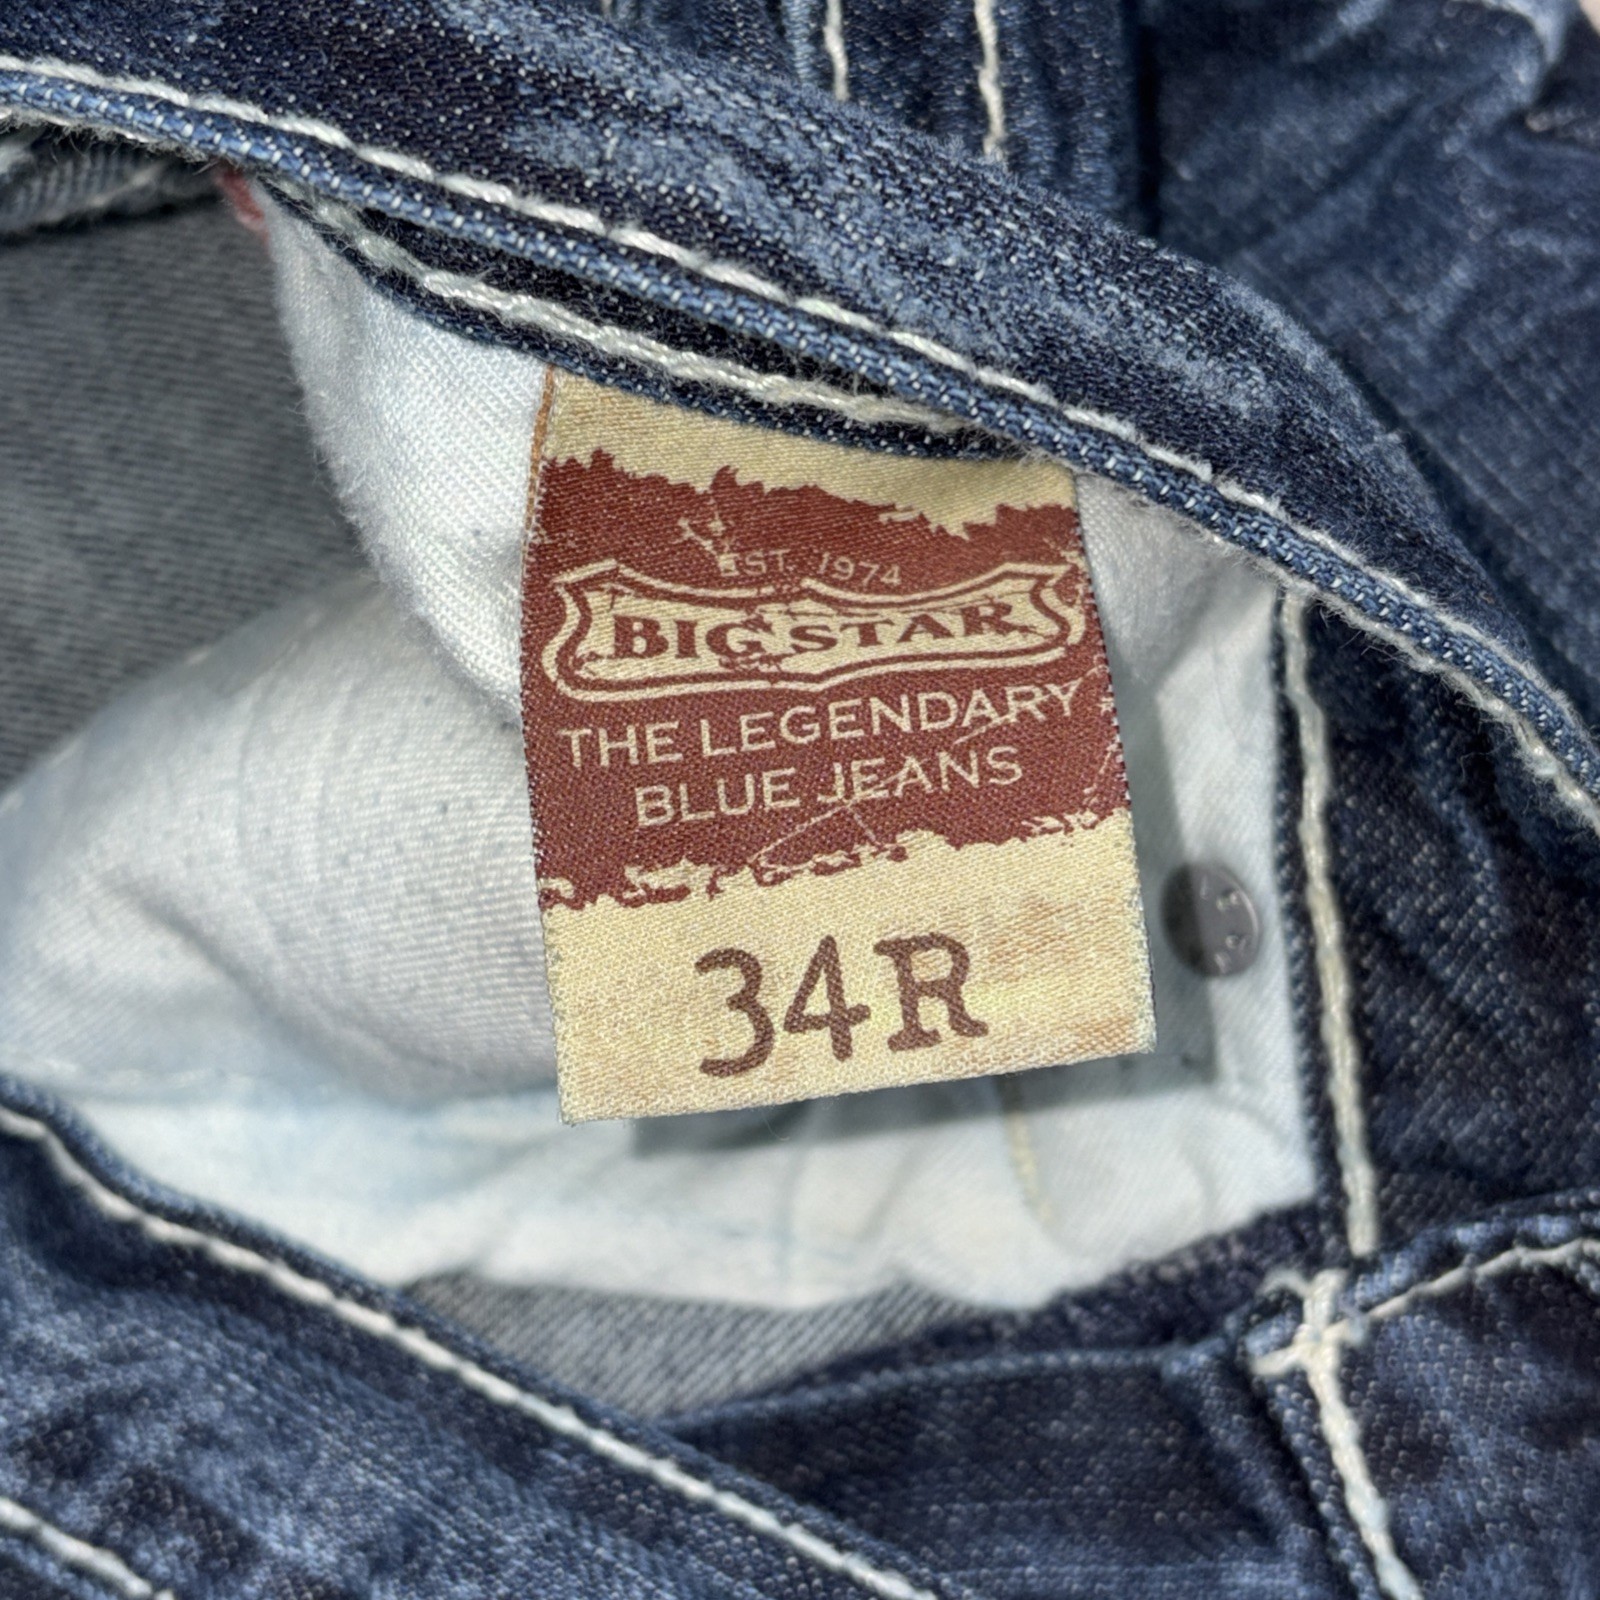 EST. 1974
BIG STAR
THE LEGENDARY
BLUE JEANS
34R